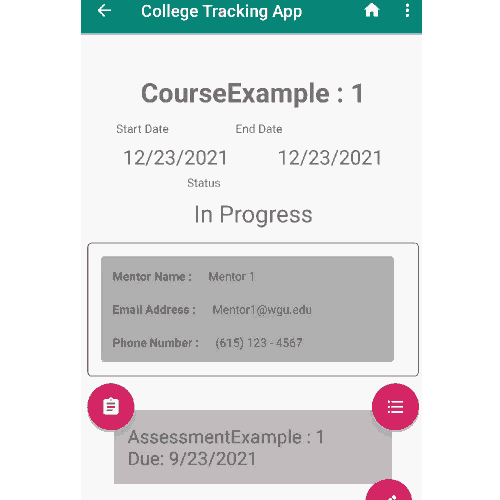 College Tracking App
CourseExample : 1
Start Date End Date
12/23/2021 12/23/2021
Status
In Progress
Mentor Name : Mentor 1
Email Address : Mentor1@wgu.edu
Phone Number : (615) 123 - 4567
AssessmentExample : 1
Due: 9/23/2021